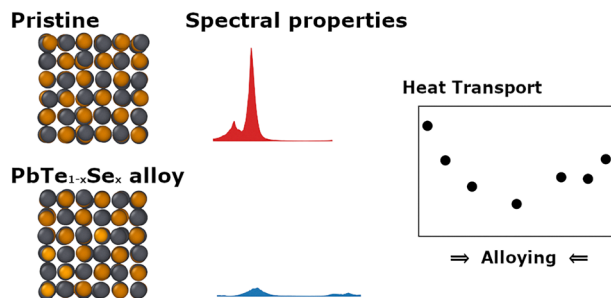 Pristine
Spectral properties
Heat Transport
PbTe₁₋ₓSeₓ alloy
⇒ Alloying ⇐